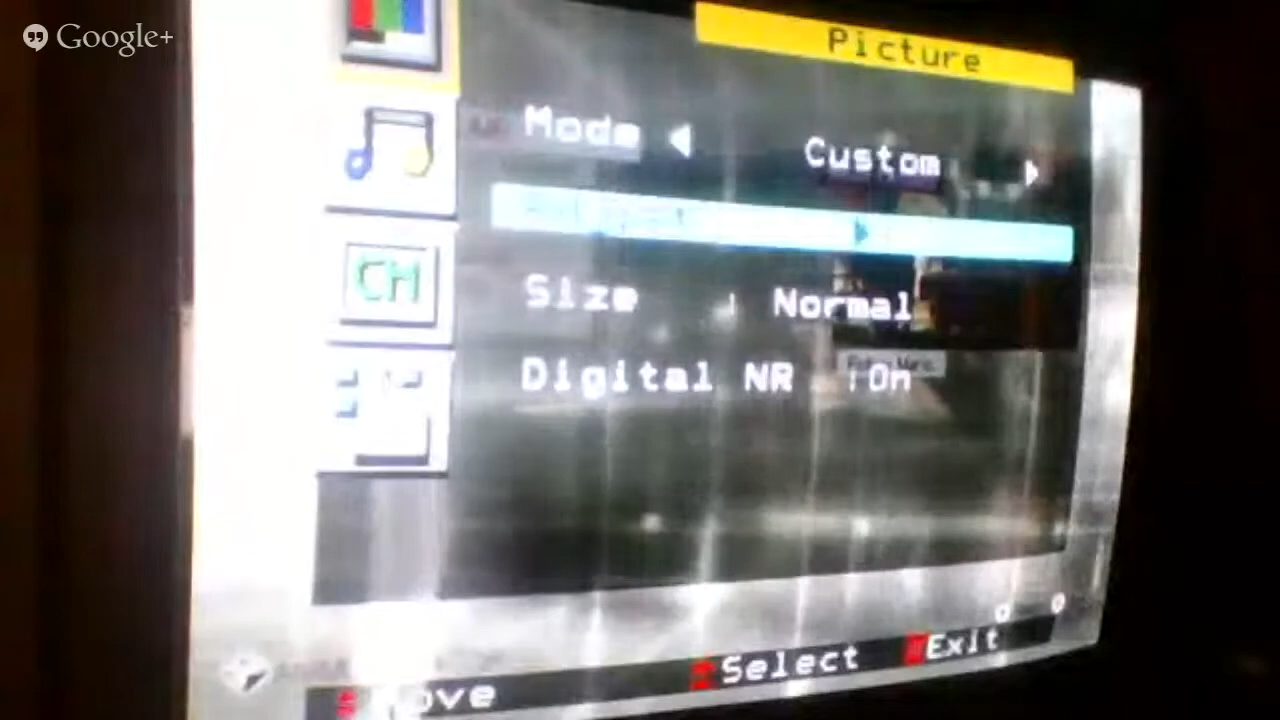 Google+
Picture
Mode Custom
Size : Normal
CH
Digital NR : On
Select Exit